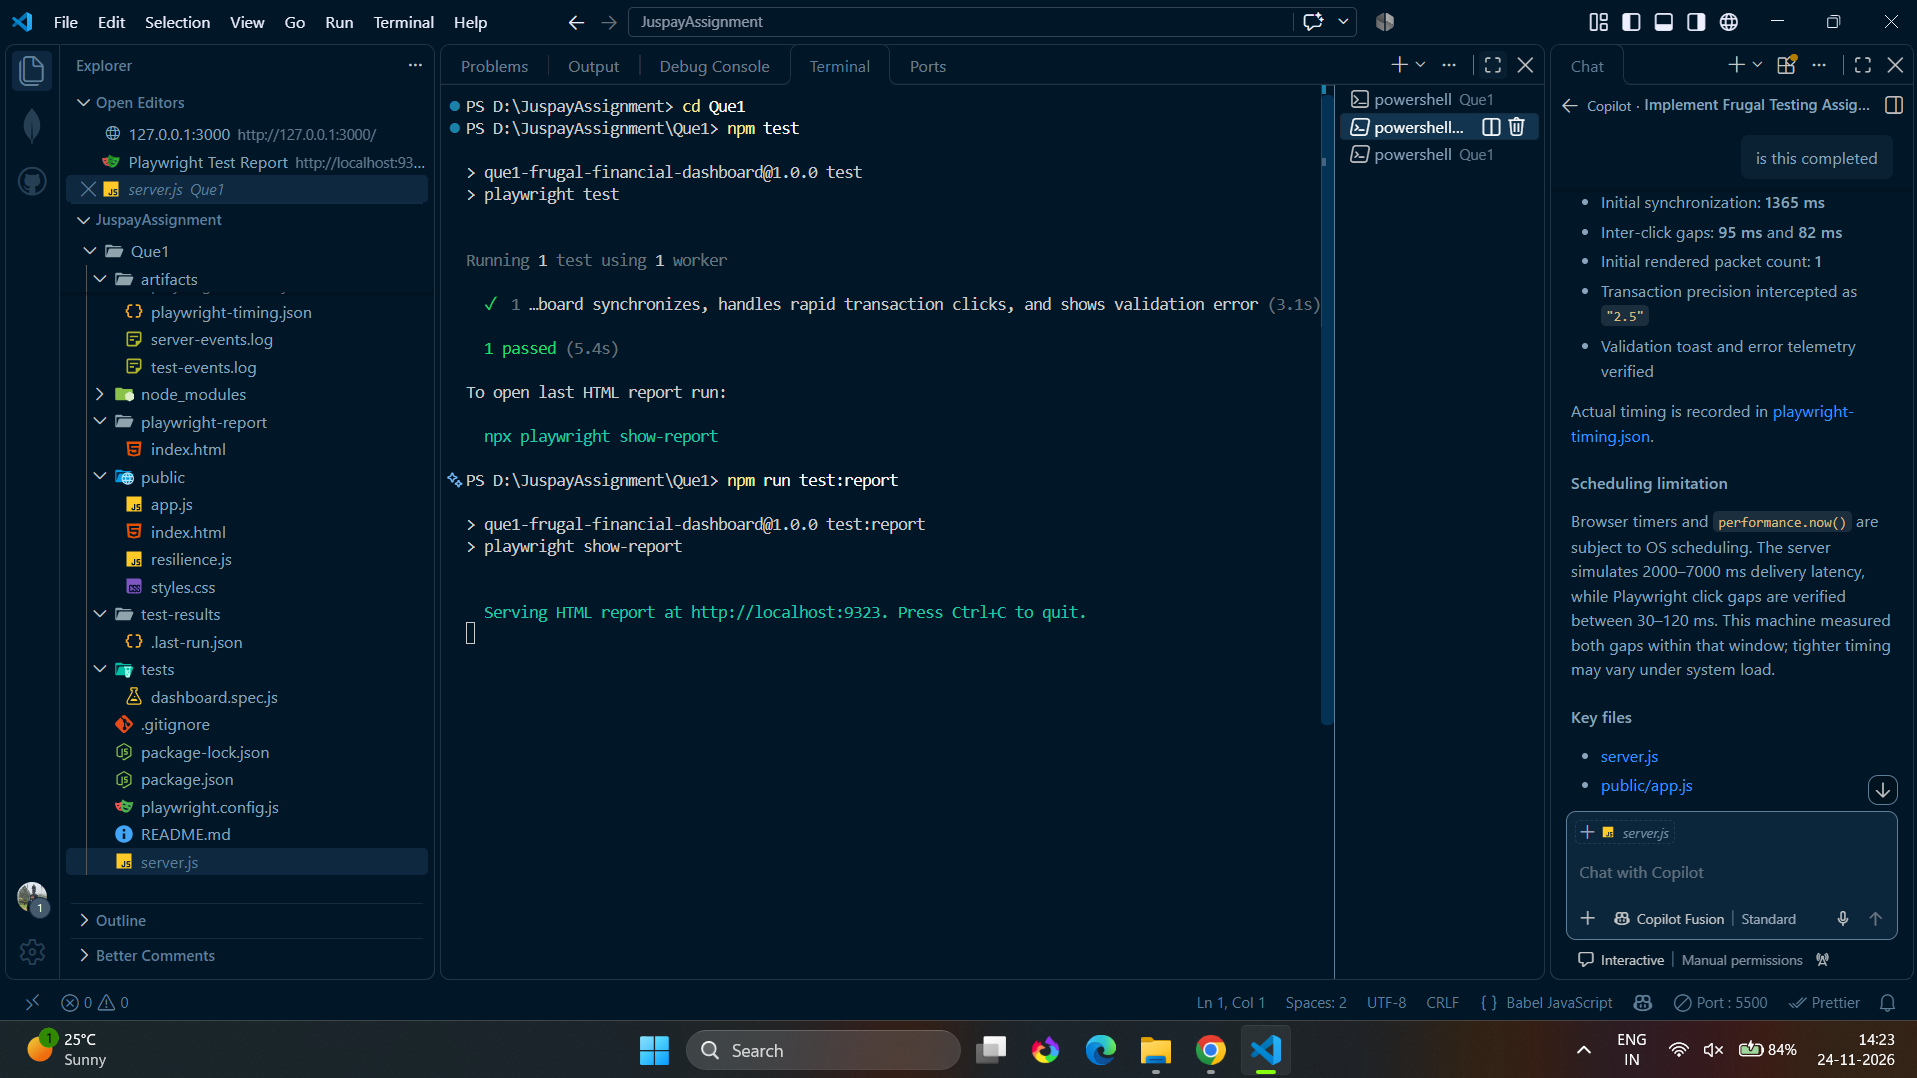 File Edit Selection View Go Run Terminal Help
JuspayAssignment
Explorer
Open Editors
127.0.0.1:3000 http://127.0.0.1:3000/
Playwright Test Report http://localhost:93...
server.js Que1
JuspayAssignment
Que1
artifacts
playwright-timing.json
server-events.log
test-events.log
node_modules
playwright-report
index.html
public
app.js
index.html
resilience.js
styles.css
test-results
.last-run.json
tests
dashboard.spec.js
.gitignore
package-lock.json
package.json
playwright.config.js
README.md
server.js
Outline
Better Comments
1
Problems Output Debug Console Terminal Ports
PS D:\JuspayAssignment> cd Que1
PS D:\JuspayAssignment\Que1> npm test
> que1-frugal-financial-dashboard@1.0.0 test
> playwright test
Running 1 test using 1 worker
✓ 1 …board synchronizes, handles rapid transaction clicks, and shows validation error (3.1s)
1 passed (5.4s)
To open last HTML report run:
npx playwright show-report
PS D:\JuspayAssignment\Que1> npm run test:report
> que1-frugal-financial-dashboard@1.0.0 test:report
> playwright show-report
Serving HTML report at http://localhost:9323. Press Ctrl+C to quit.
powershell Que1
powershell...
powershell Que1
Chat
Copilot · Implement Frugal Testing Assig...
is this completed
• Initial synchronization: 1365 ms
• Inter-click gaps: 95 ms and 82 ms
• Initial rendered packet count: 1
• Transaction precision intercepted as
"2.5"
• Validation toast and error telemetry
verified
Actual timing is recorded in playwright-
timing.json.
Scheduling limitation
Browser timers and performance.now() are
subject to OS scheduling. The server
simulates 2000–7000 ms delivery latency,
while Playwright click gaps are verified
between 30–120 ms. This machine measured
both gaps within that window; tighter timing
may vary under system load.
Key files
• server.js
• public/app.js
server.js
Chat with Copilot
Copilot Fusion Standard
Interactive Manual permissions
0 0
Ln 1, Col 1 Spaces: 2 UTF-8 CRLF { } Babel JavaScript Port : 5500 Prettier
1
25°C
Sunny
Search
ENG
IN
84%
14:23
24-11-2026